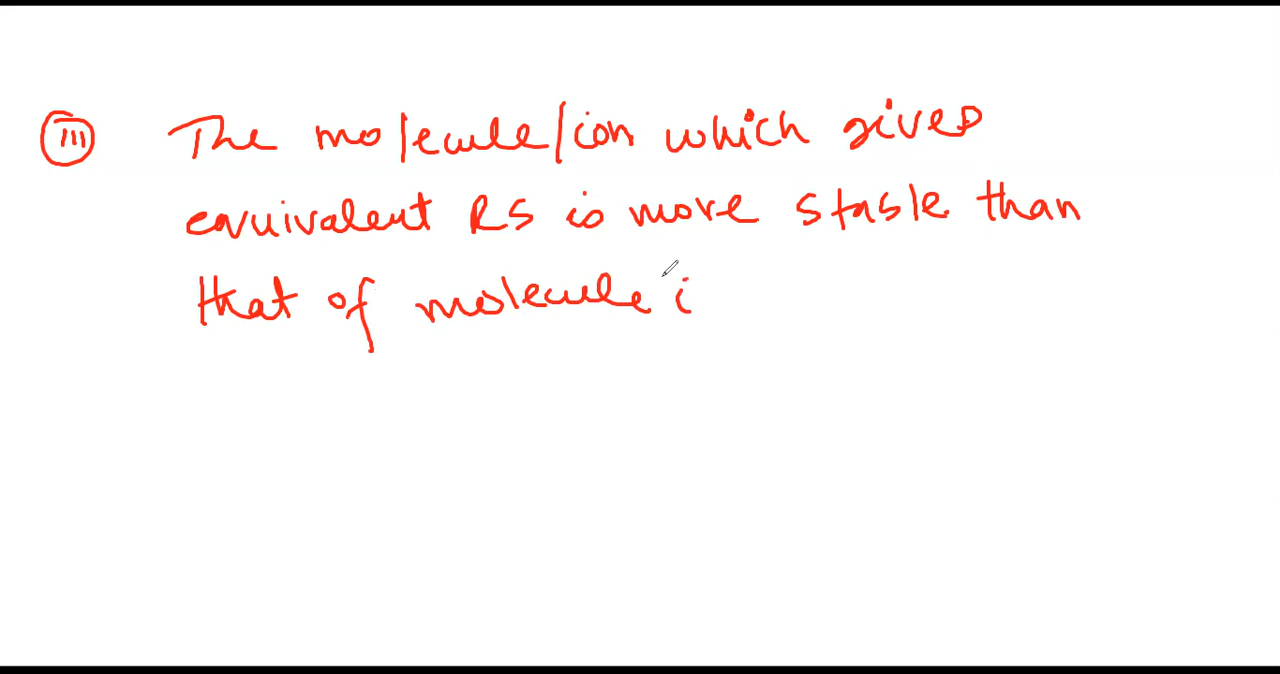 (III) The molecule/ion which gives
equivalent RS is more stable than
that of molecule i